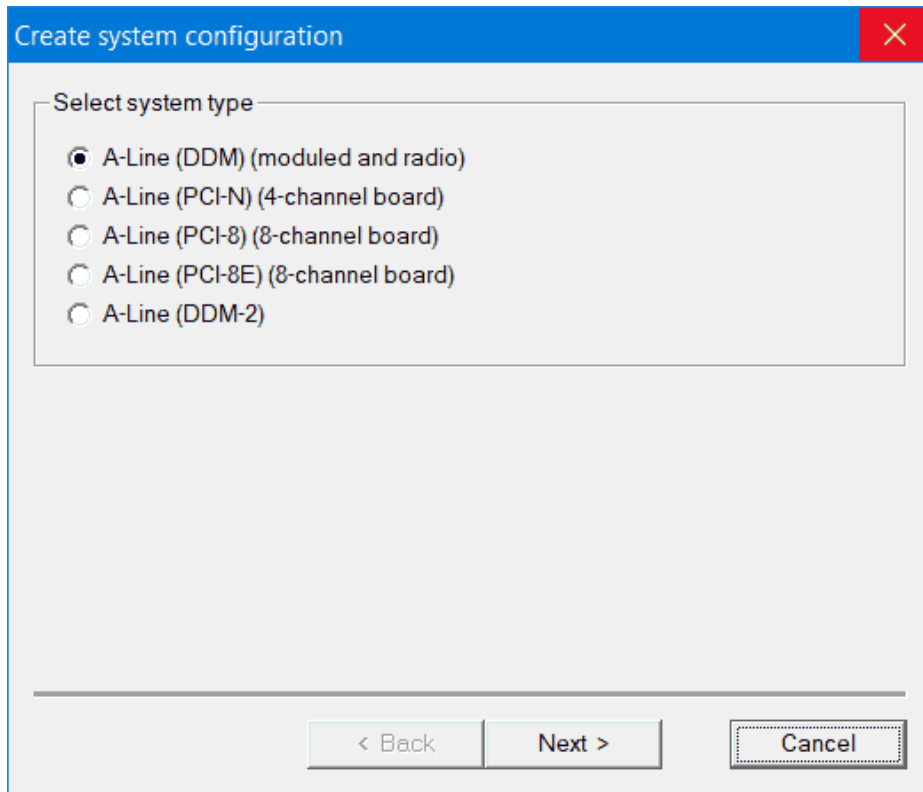 Create system configuration
Select system type
A-Line (DDM) (moduled and radio)
A-Line (PCI-N) (4-channel board)
A-Line (PCI-8) (8-channel board)
A-Line (PCI-8E) (8-channel board)
A-Line (DDM-2)
< Back
Next >
Cancel